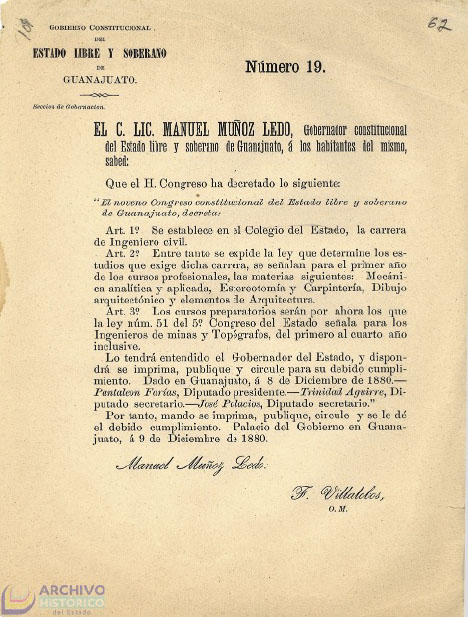 GOBIERNO CONSTITUCIONAL
DEL
ESTADO LIBRE Y SOBERANO
DE
GUANAJUATO.
Seccion de Gobernacion.
62
Número 19.
EL C. LIC. MANUEL MUÑOZ LEDO, Gobernador constitucional
del Estado libre y soberano de Guanajuato, á los habitantes del mismo,
sabed:
Que el H. Congreso ha decretado lo siguiente:
"El noveno Congreso constitucional del Estado libre y soberano
de Guanajuato, decreta:
Art. 1º Se establece en el Colegio del Estado, la carrera
de Ingeniero civil.
Art. 2º Entre tanto se expide la ley que determine los es-
tudios que exige dicha carrera, se señalan para el primer año
de los cursos profesionales, las materias siguientes: Mecáni-
ca analítica y aplicada, Estereotomía y Carpintería, Dibujo
arquitectónico y elementos de Arquitectura.
Art. 3º Los cursos preparatorios serán por ahora los que
la ley núm. 51 del 5º Congreso del Estado señala para los
Ingenieros de minas y Topógrafos, del primero al cuarto año
inclusive.
Lo tendrá entendido el Gobernador del Estado, y dispon-
drá se imprima, publique y circule para su debido cumpli-
miento. Dado en Guanajuato, á 8 de Diciembre de 1880.—
Pantaleon Farías, Diputado presidente.—Trinidad Aguirre, Di-
putado secretario.—José Palacios, Diputado secretario."
Por tanto, mando se imprima, publique, circule y se le dé
el debido cumplimiento. Palacio del Gobierno en Guana-
juato, á 9 de Diciembre de 1880.
Manuel Muñoz Ledo.
F. Villalobos,
O. M.
ARCHIVO
HISTÓRICO
del Estado